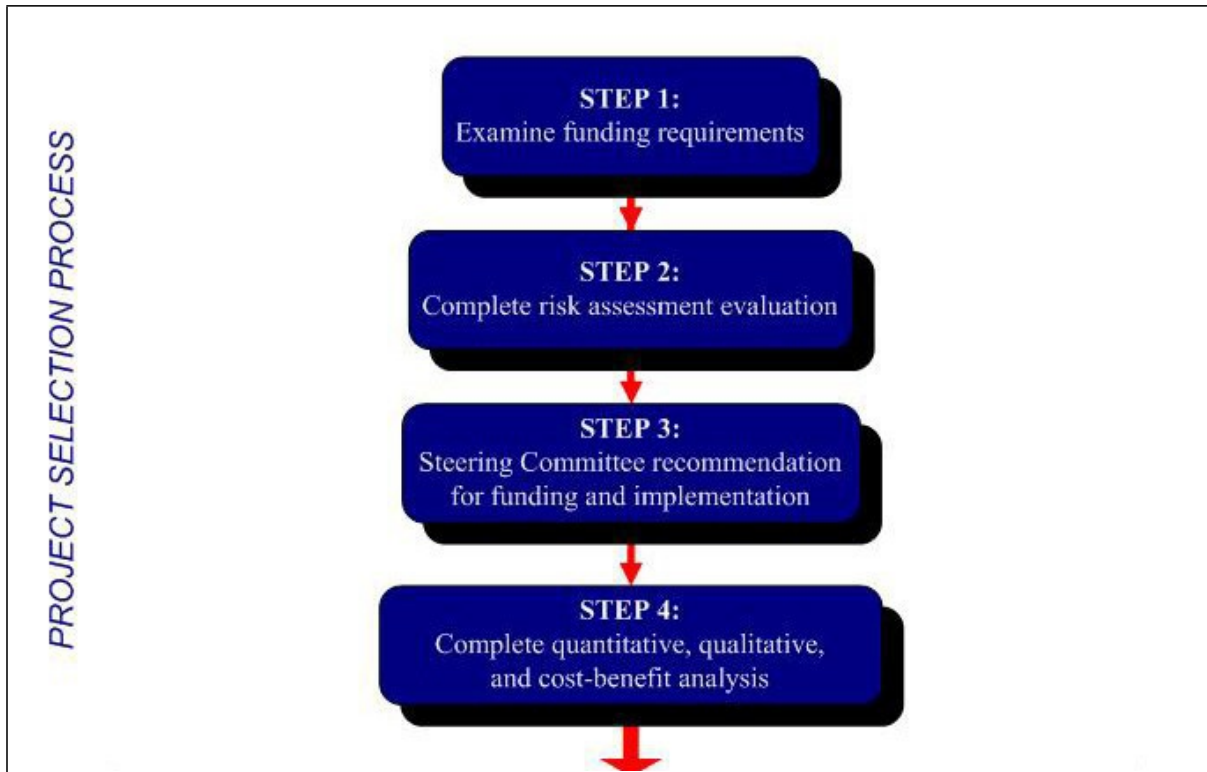 PROJECT SELECTION PROCESS
STEP 1:
Examine funding requirements
STEP 2:
Complete risk assessment evaluation
STEP 3:
Steering Committee recommendation
for funding and implementation
STEP 4:
Complete quantitative, qualitative,
and cost-benefit analysis